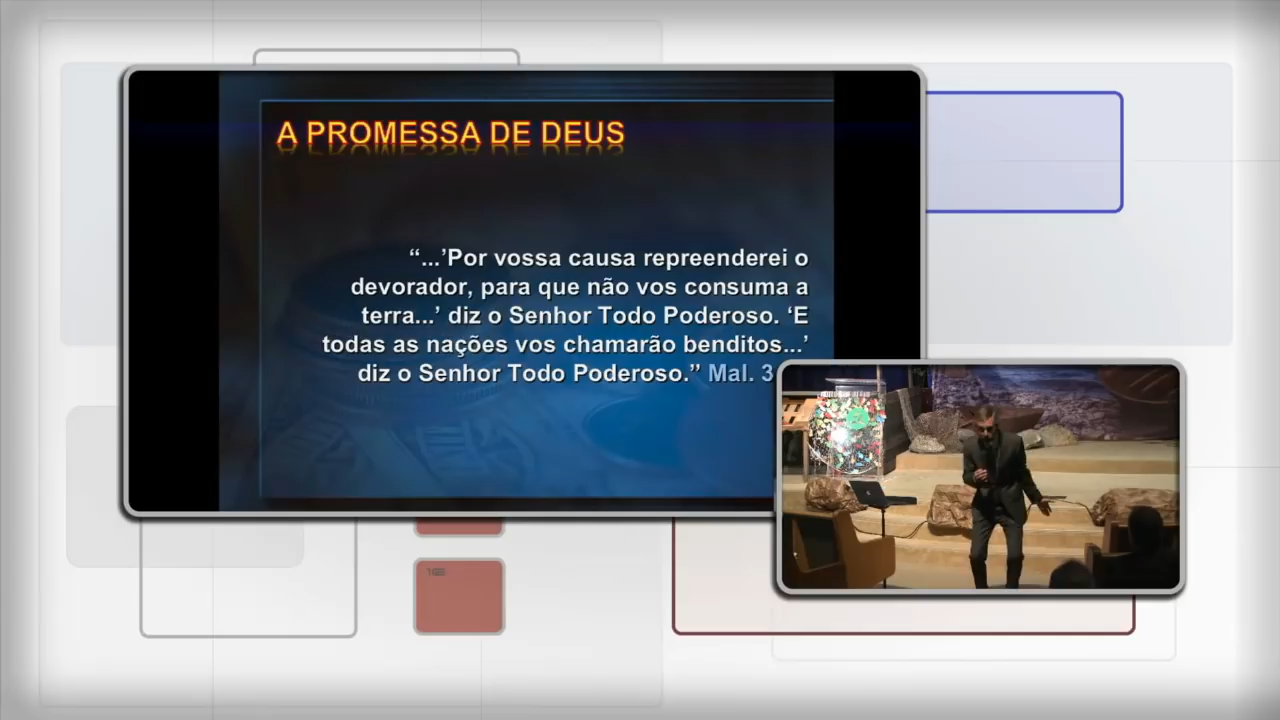 A PROMESSA DE DEUS
“...’Por vossa causa repreenderei o
devorador, para que não vos consuma a
terra...’ diz o Senhor Todo Poderoso. ‘E
todas as nações vos chamarão benditos...’
diz o Senhor Todo Poderoso.” Mal. 3